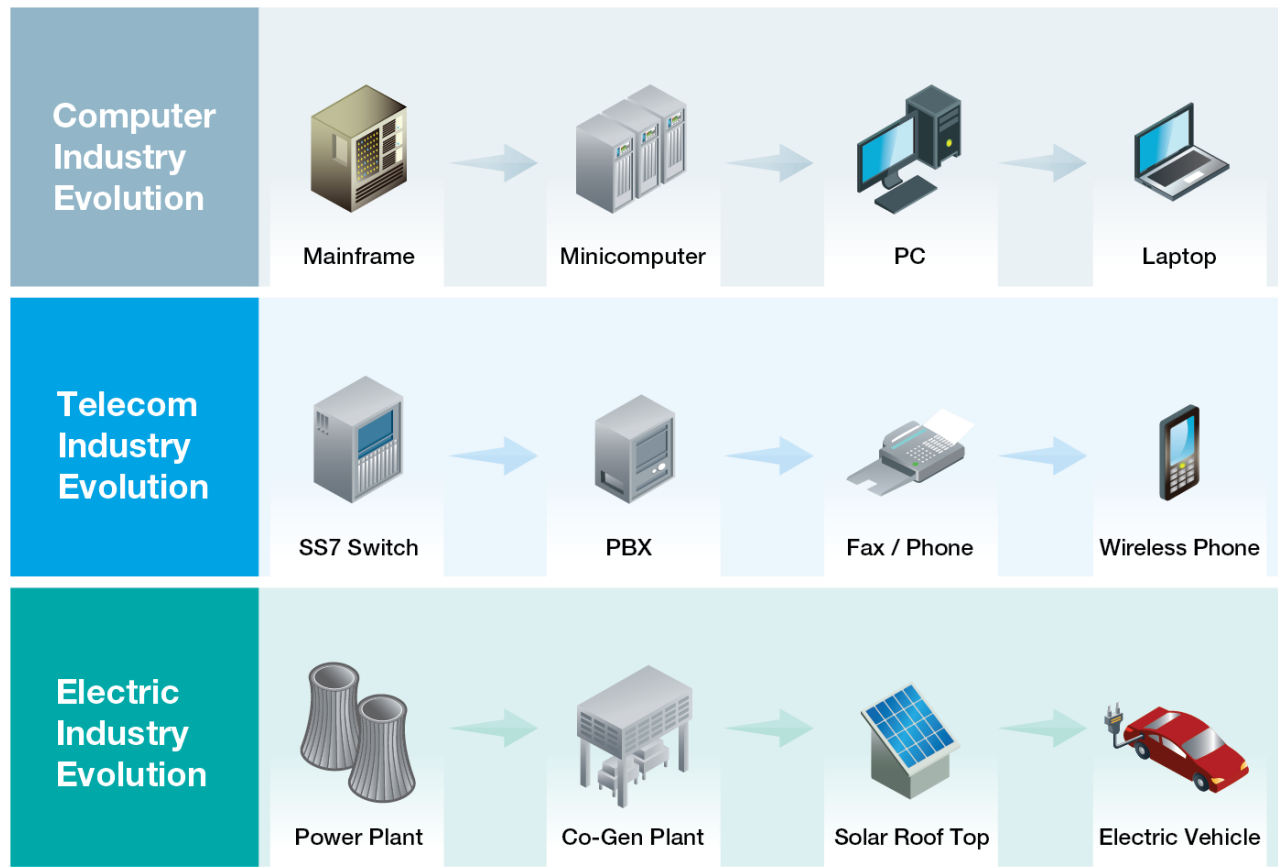 Computer
Industry
Evolution
Mainframe
Minicomputer
PC
Laptop
Telecom
Industry
Evolution
SS7 Switch
PBX
Fax / Phone
Wireless Phone
Electric
Industry
Evolution
Power Plant
Co-Gen Plant
Solar Roof Top
Electric Vehicle